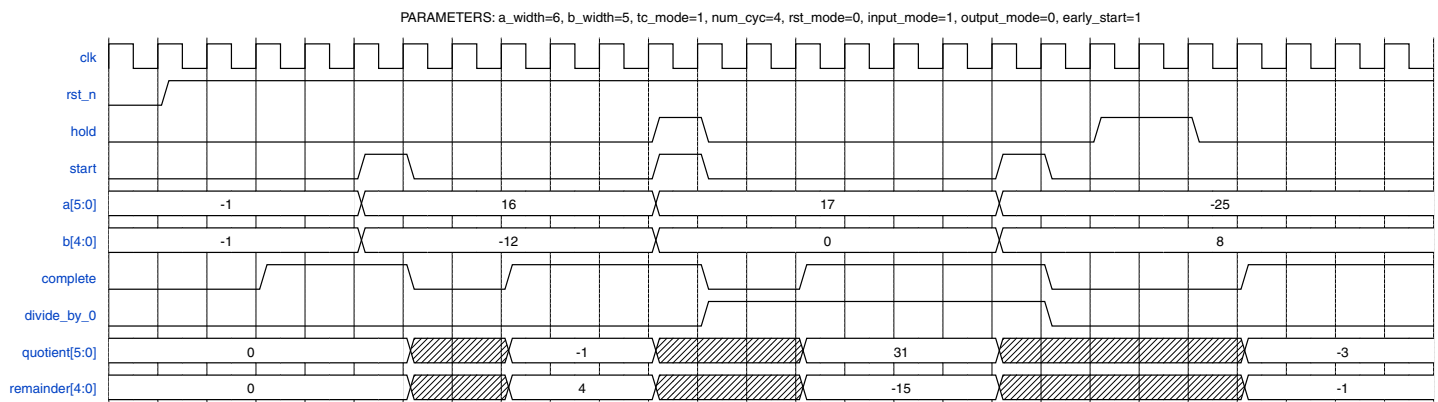 PARAMETERS: a_width=6, b_width=5, tc_mode=1, num_cyc=4, rst_mode=0, input_mode=1, output_mode=0, early_start=1
clk
rst_n
hold
start
a[5:0] -1 16 17 -25
b[4:0] -1 -12 0 8
complete
divide_by_0
quotient[5:0] 0 -1 31 -3
remainder[4:0] 0 4 -15 -1